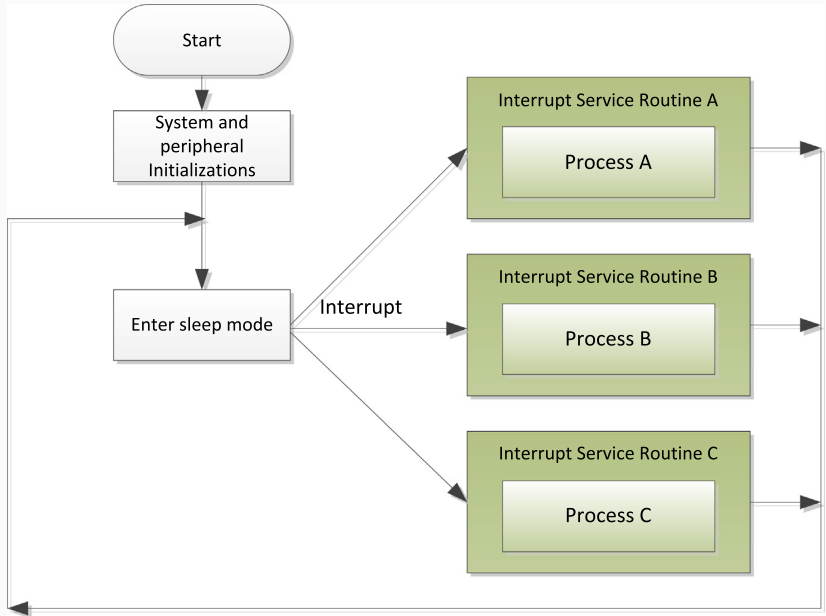 Start
System and
peripheral
Initializations
Enter sleep mode
Interrupt
Interrupt Service Routine A
Process A
Interrupt Service Routine B
Process B
Interrupt Service Routine C
Process C